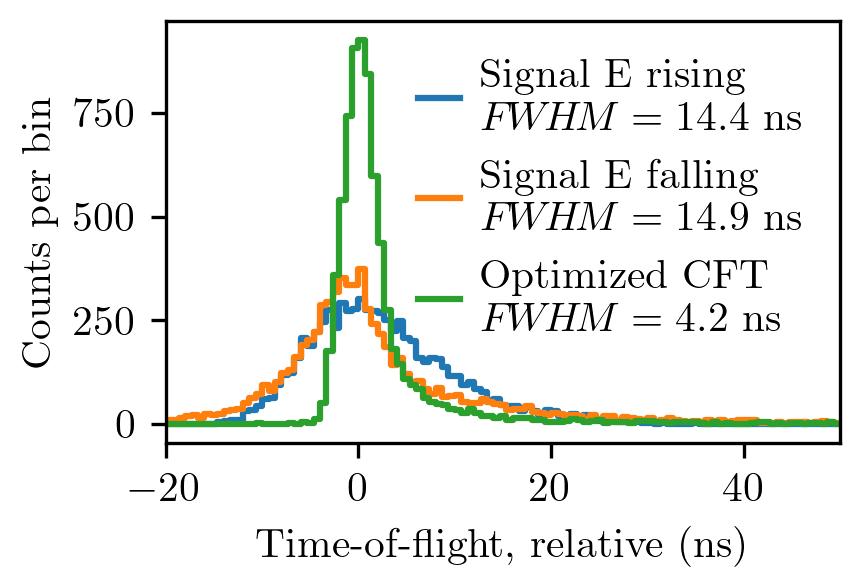 Signal E rising
FWHM = 14.4 ns
Signal E falling
FWHM = 14.9 ns
Optimized CFT
FWHM = 4.2 ns
Counts per bin
750
500
250
0
−20 0 20 40
Time-of-flight, relative (ns)